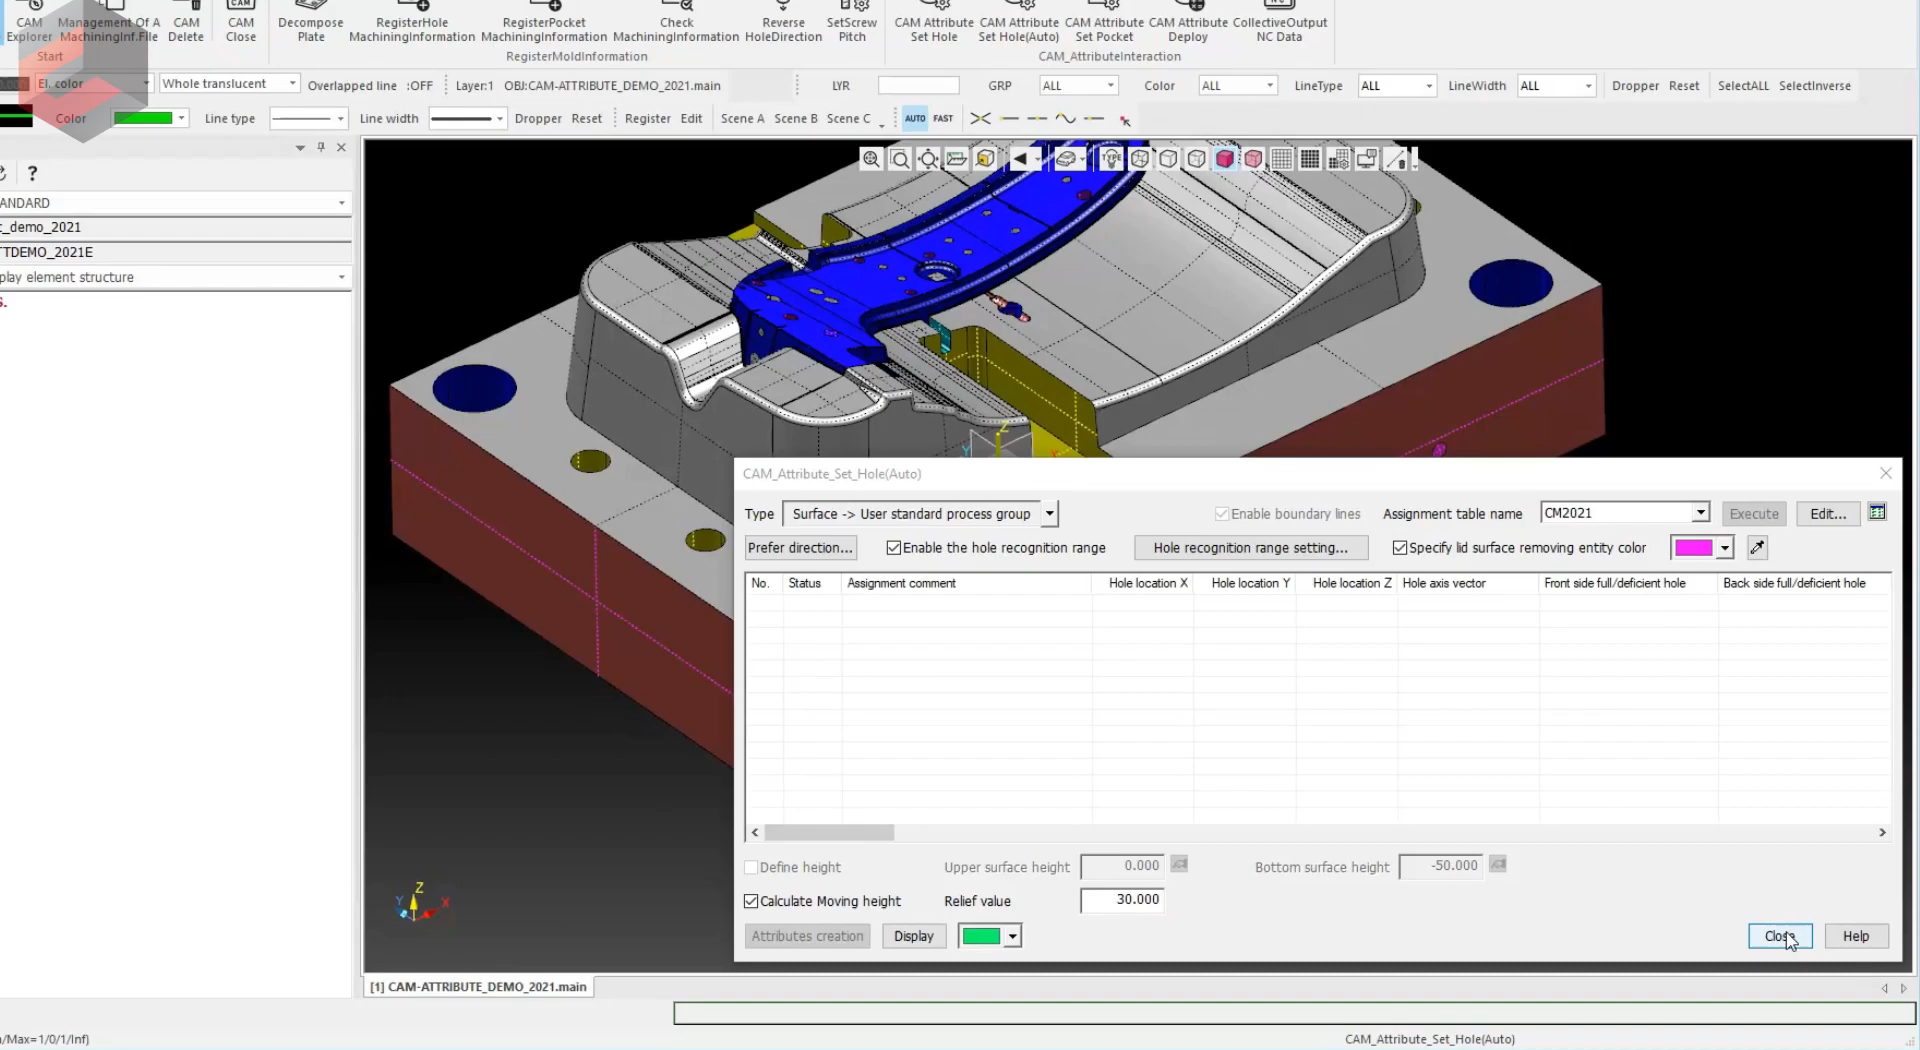 CAM Explorer
Management Of A MachiningInf.File
CAM Delete
CAM Close
Decompose Plate
RegisterHole MachiningInformation
RegisterPocket MachiningInformation
Check MachiningInformation
Reverse HoleDirection
SetScrew Pitch
CAM Attribute Set Hole
CAM Attribute Set Hole(Auto)
CAM Attribute Set Pocket
CAM Attribute Deploy
CollectiveOutput NC Data
Start
RegisterMoldInformation
CAM_AttributeInteraction
El. color
Whole translucent
Overlapped line :OFF
Layer:1
OBJ:CAM-ATTRIBUTE_DEMO_2021.main
LYR
GRP ALL
Color ALL
LineType ALL
LineWidth ALL
Dropper Reset
SelectALL SelectInverse
Color
Line type
Line width
Dropper Reset
Register Edit
Scene A Scene B Scene C
AUTO FAST
?
ANDARD
t_demo_2021
TTDEMO_2021E
play element structure
s.
TYPE
Z
Y
CAM_Attribute_Set_Hole(Auto)
Type Surface -> User standard process group
Enable boundary lines
Assignment table name CM2021
Execute
Edit...
Prefer direction...
Enable the hole recognition range
Hole recognition range setting...
Specify lid surface removing entity color
No. Status Assignment comment Hole location X Hole location Y Hole location Z Hole axis vector Front side full/deficient hole Back side full/deficient hole
Define height
Upper surface height 0.000
Bottom surface height -50.000
Calculate Moving height
Relief value 30.000
Attributes creation
Display
Close
Help
Z
Y
X
[1] CAM-ATTRIBUTE_DEMO_2021.main
/Max=1/0/1/Inf)
CAM_Attribute_Set_Hole(Auto)